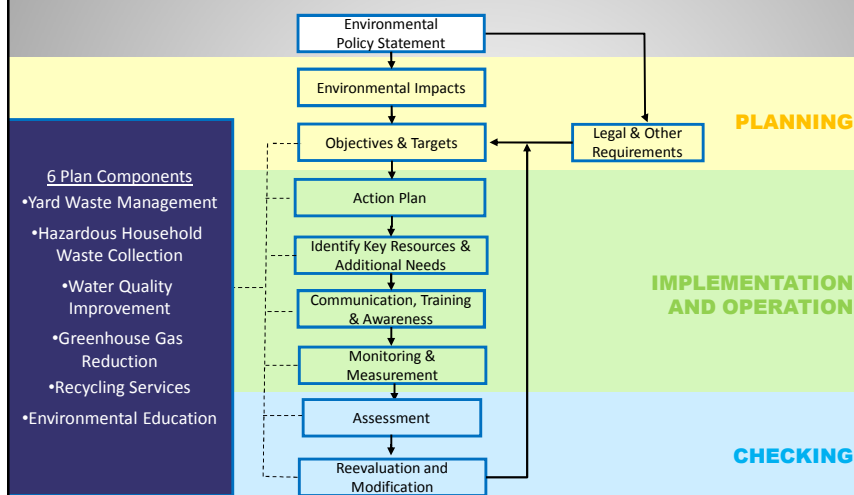 Environmental
Policy Statement
Environmental Impacts
PLANNING
Objectives & Targets
Legal & Other
Requirements
6 Plan Components
•Yard Waste Management
•Hazardous Household
Waste Collection
•Water Quality
Improvement
•Greenhouse Gas
Reduction
•Recycling Services
•Environmental Education
Action Plan
Identify Key Resources &
Additional Needs
IMPLEMENTATION
AND OPERATION
Communication, Training
& Awareness
Monitoring &
Measurement
Assessment
CHECKING
Reevaluation and
Modification